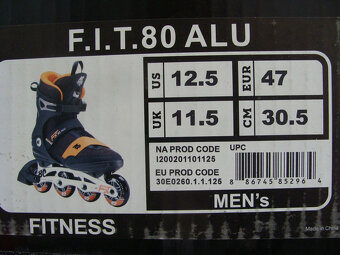 F.I.T.80 ALU
US 12.5 EUR 47
UK 11.5 CM 30.5
NA PROD CODE UPC
I200201101125
EU PROD CODE
30E0260.1.1.125 8 86745 85296 4
FITNESS MEN's
Made in China